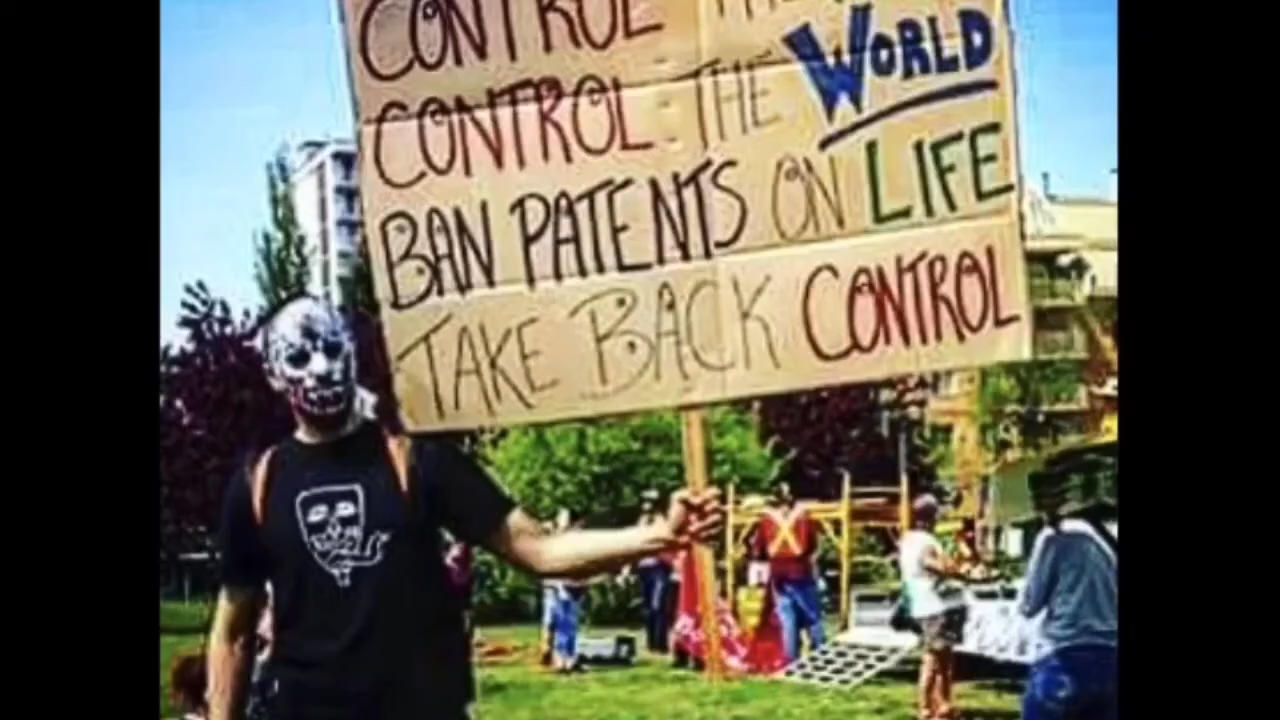 CONTROL
CONTROL THE WORLD
BAN PATENTS ON LIFE
TAKE BACK CONTROL